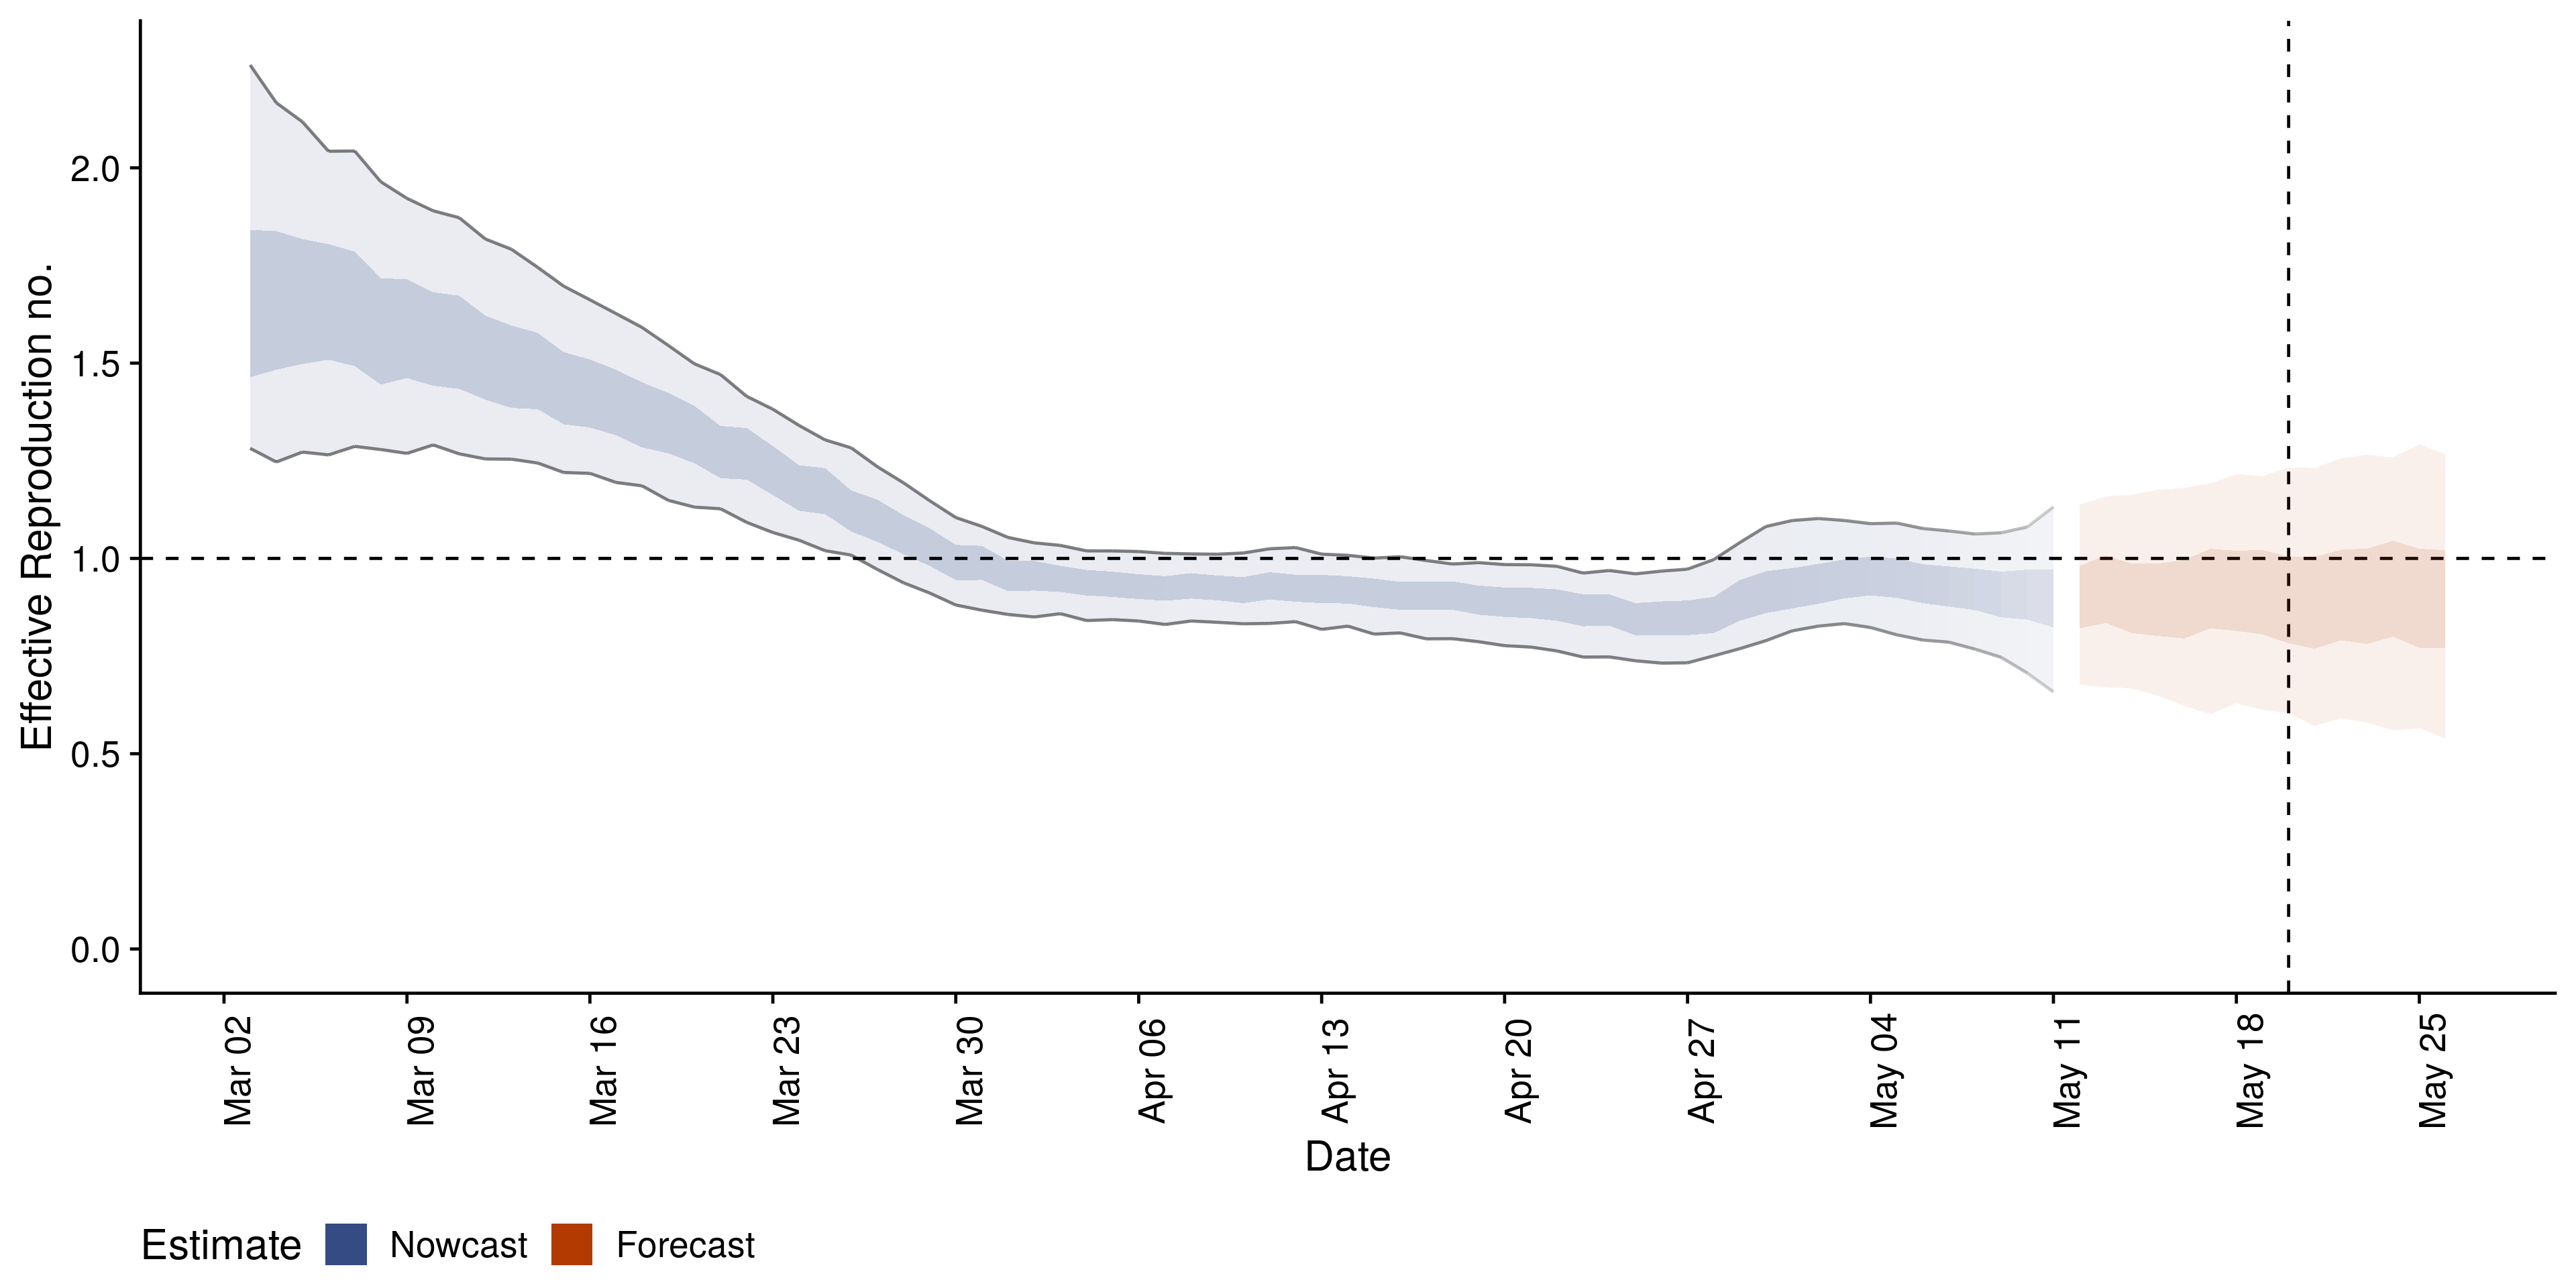 Effective Reproduction no.
2.0
1.5
1.0
0.5
0.0
Mar 02
Mar 09
Mar 16
Mar 23
Mar 30
Apr 06
Apr 13
Apr 20
Apr 27
May 04
May 11
May 18
May 25
Date
Estimate Nowcast Forecast